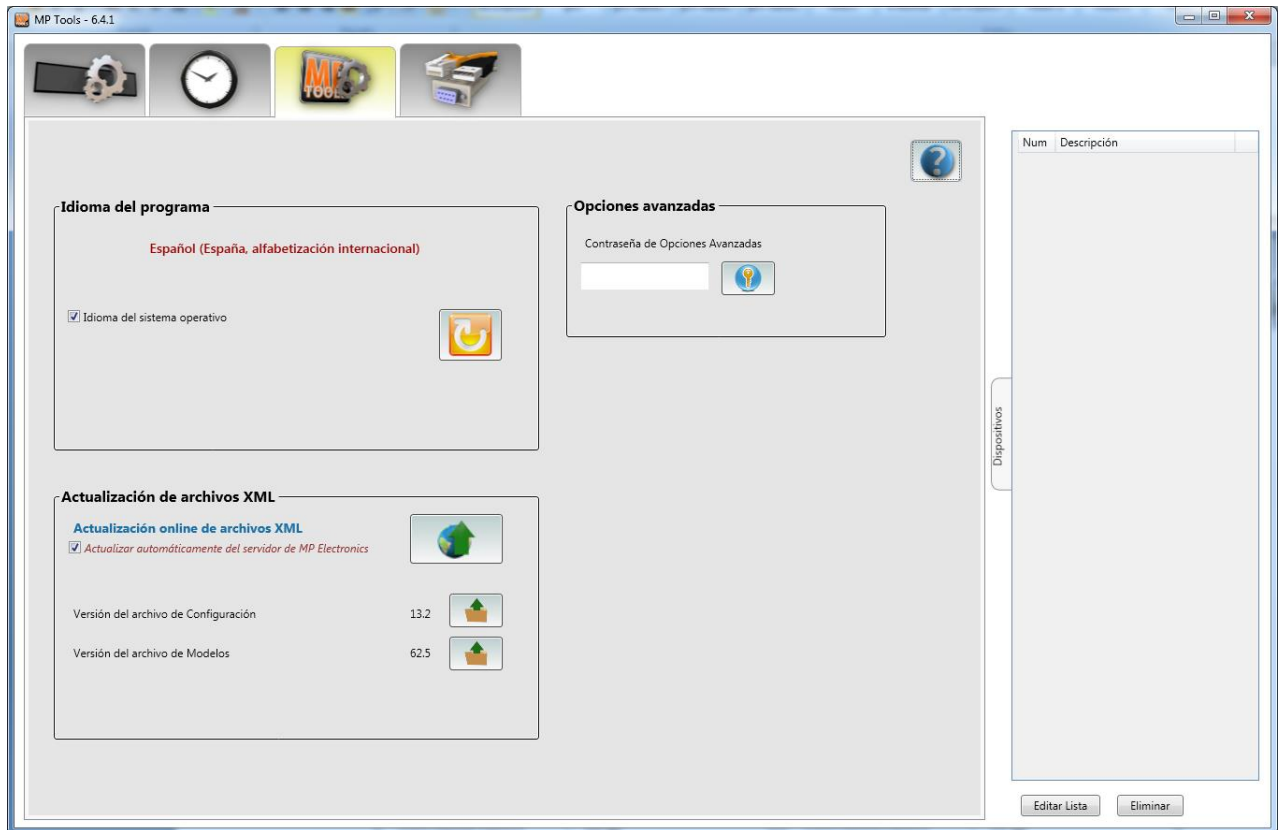 MP Tools - 6.4.1
MP
TOOLS
Idioma del programa
Español (España, alfabetización internacional)
Idioma del sistema operativo
Opciones avanzadas
Contraseña de Opciones Avanzadas
Actualización de archivos XML
Actualización online de archivos XML
Actualizar automáticamente del servidor de MP Electronics
Versión del archivo de Configuración 13.2
Versión del archivo de Modelos 62.5
Dispositivos
Num Descripción
Editar Lista Eliminar